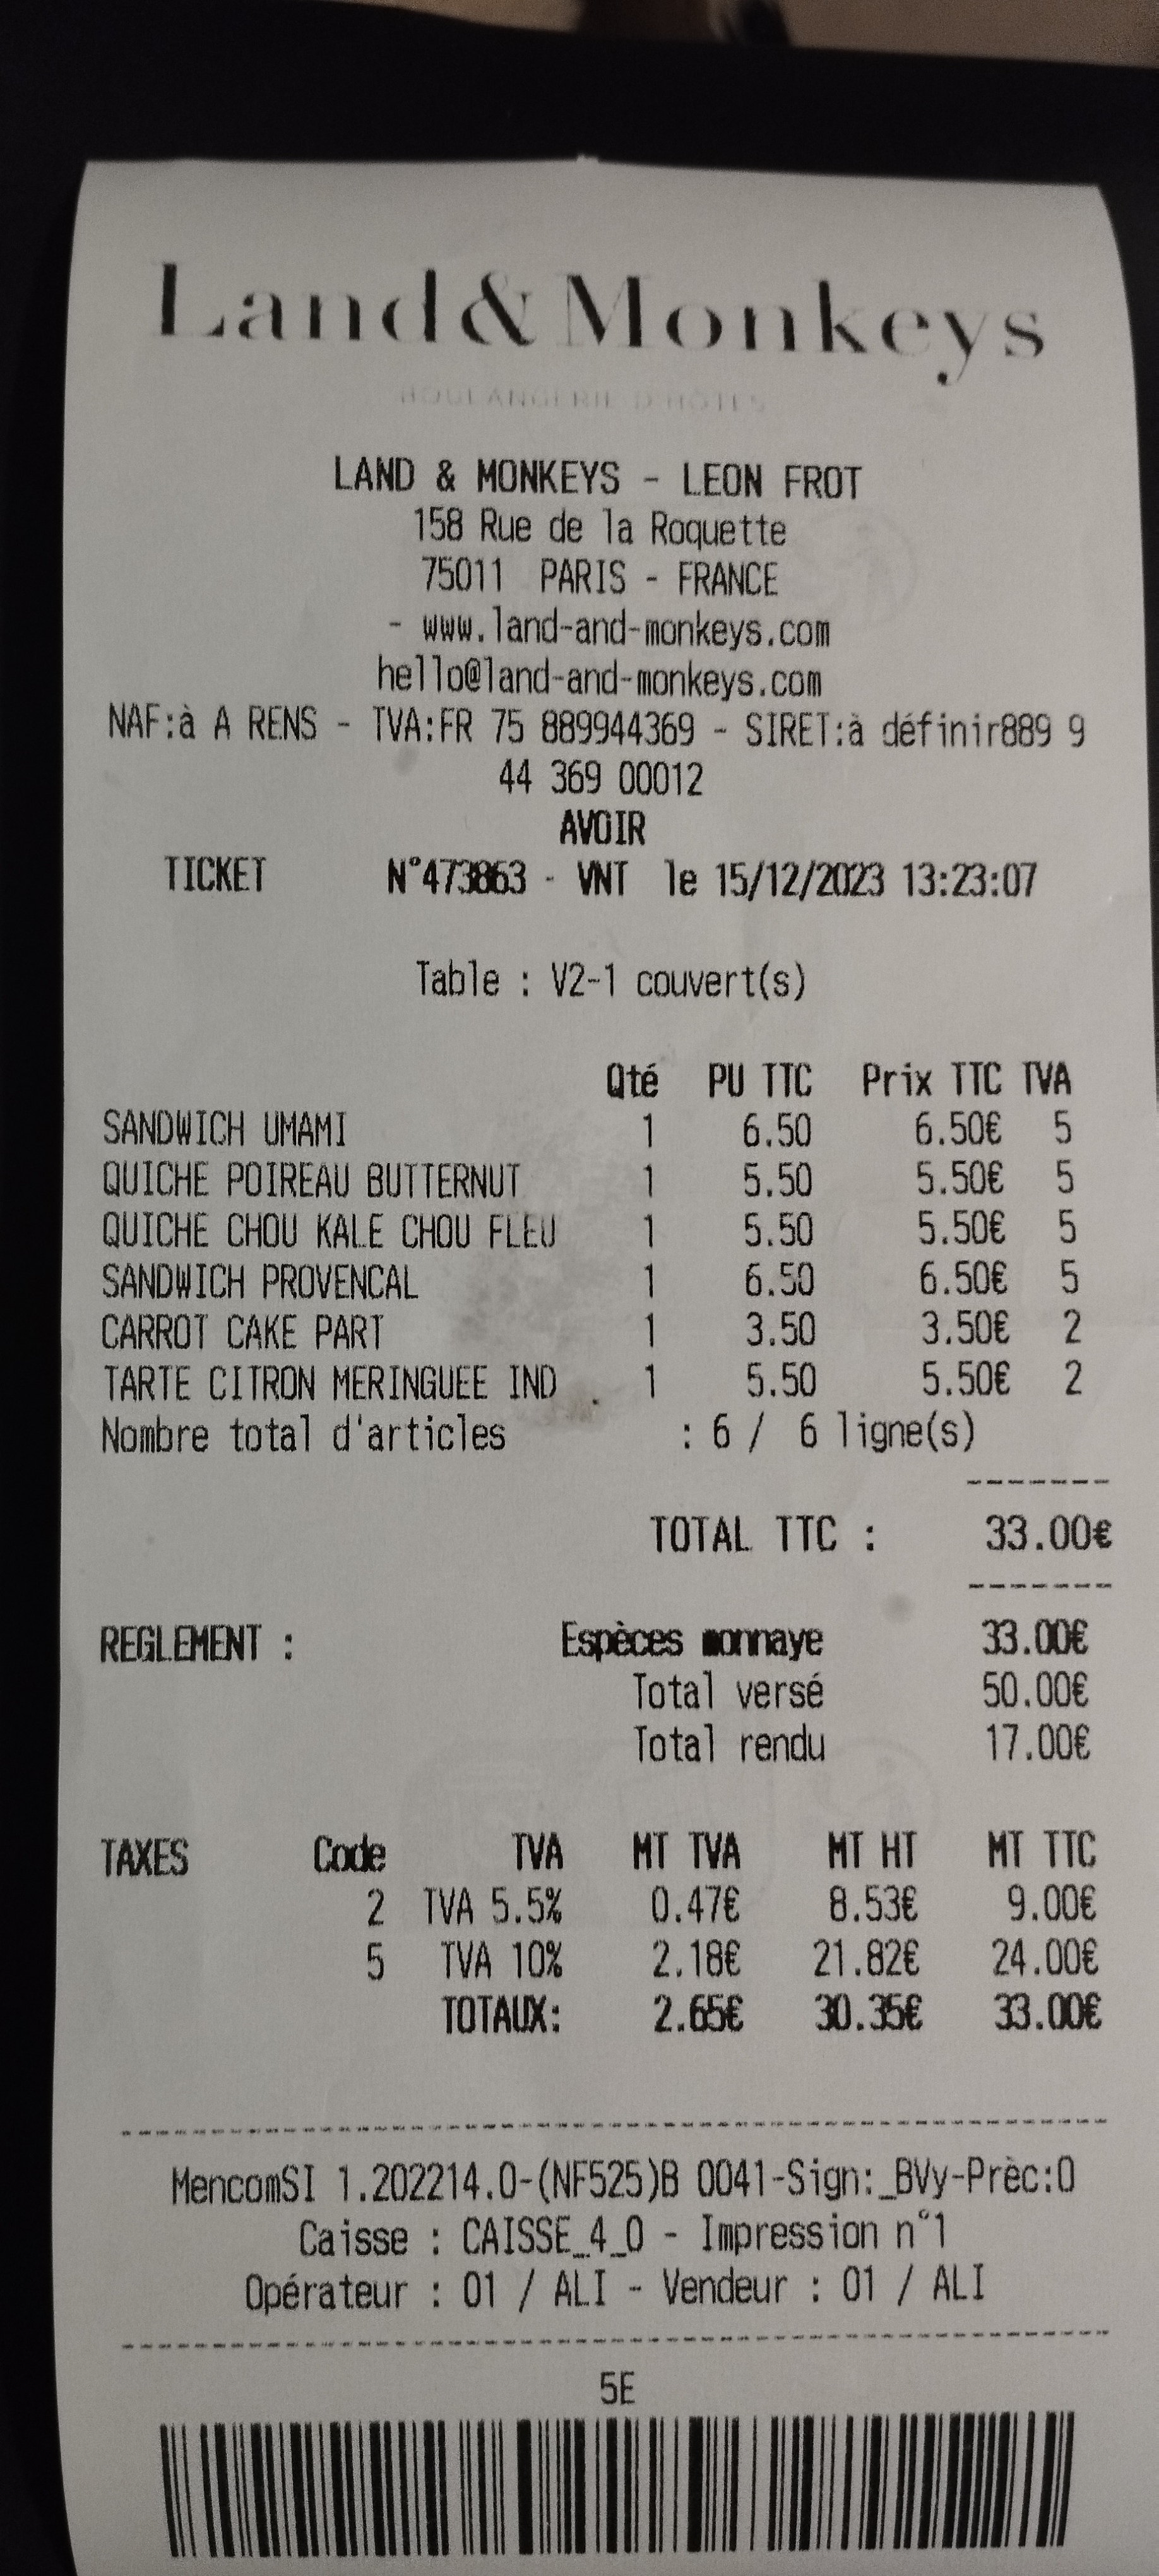 Land&Monkeys
BOULANGERIE D'HÔTES
LAND & MONKEYS - LEON FROT
158 Rue de la Roquette
75011 PARIS - FRANCE
- www.land-and-monkeys.com
hello@land-and-monkeys.com
NAF:à A RENS - TVA:FR 75 889944369 - SIRET:à définir889 9
44 369 00012
AVOIR
TICKET N°473863 - VNT le 15/12/2023 13:23:07
Table : V2-1 couvert(s)
Qté PU TTC Prix TTC TVA
SANDWICH UMAMI 1 6.50 6.50€ 5
QUICHE POIREAU BUTTERNUT 1 5.50 5.50€ 5
QUICHE CHOU KALE CHOU FLEU 1 5.50 5.50€ 5
SANDWICH PROVENCAL 1 6.50 6.50€ 5
CARROT CAKE PART 1 3.50 3.50€ 2
TARTE CITRON MERINGUEE IND . 1 5.50 5.50€ 2
Nombre total d'articles : 6 / 6 ligne(s)
TOTAL TTC : 33.00€
REGLEMENT : Espèces monnaye 33.00€
Total versé 50.00€
Total rendu 17.00€
TAXES Code TVA MT TVA MT HT MT TTC
2 TVA 5.5% 0.47€ 8.53€ 9.00€
5 TVA 10% 2.18€ 21.82€ 24.00€
TOTAUX: 2.65€ 30.35€ 33.00€
MencomSI 1.202214.0-(NF525)B 0041-Sign:_BVy-Prèc:0
Caisse : CAISSE_4_0 - Impression n°1
Opérateur : 01 / ALI - Vendeur : 01 / ALI
5E